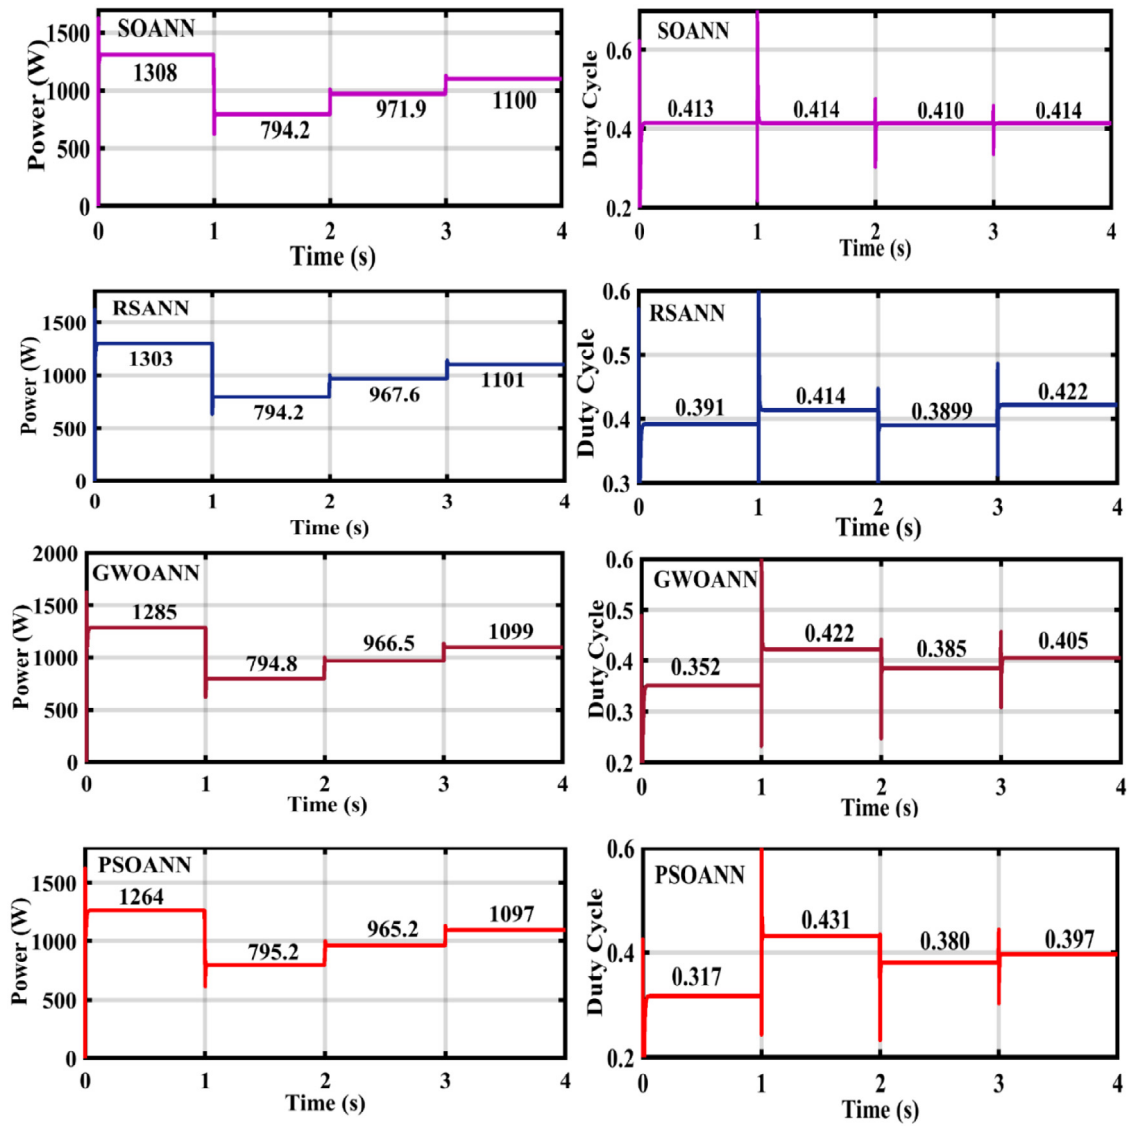 SOANN
Power (W)
1500
1000
500
0
1308
794.2
971.9
1100
0 1 2 3 4
Time (s)
SOANN
Duty Cycle
0.6
0.4
0.2
0.413
0.414
0.410
0.414
0 1 2 3 4
Time (s)
RSANN
Power (W)
1500
1000
500
0
1303
794.2
967.6
1101
0 1 2 3 4
Time (s)
RSANN
Duty Cycle
0.6
0.5
0.4
0.3
0.391
0.414
0.3899
0.422
0 1 2 3 4
Time (s)
GWOANN
Power (W)
2000
1500
1000
500
0
1285
794.8
966.5
1099
0 1 2 3 4
Time (s)
GWOANN
Duty Cycle
0.6
0.5
0.4
0.3
0.2
0.352
0.422
0.385
0.405
0 1 2 3 4
Time (s)
PSOANN
Power (W)
1500
1000
500
0
1264
795.2
965.2
1097
0 1 2 3 4
Time (s)
PSOANN
Duty Cycle
0.6
0.4
0.2
0.317
0.431
0.380
0.397
0 1 2 3 4
Time (s)